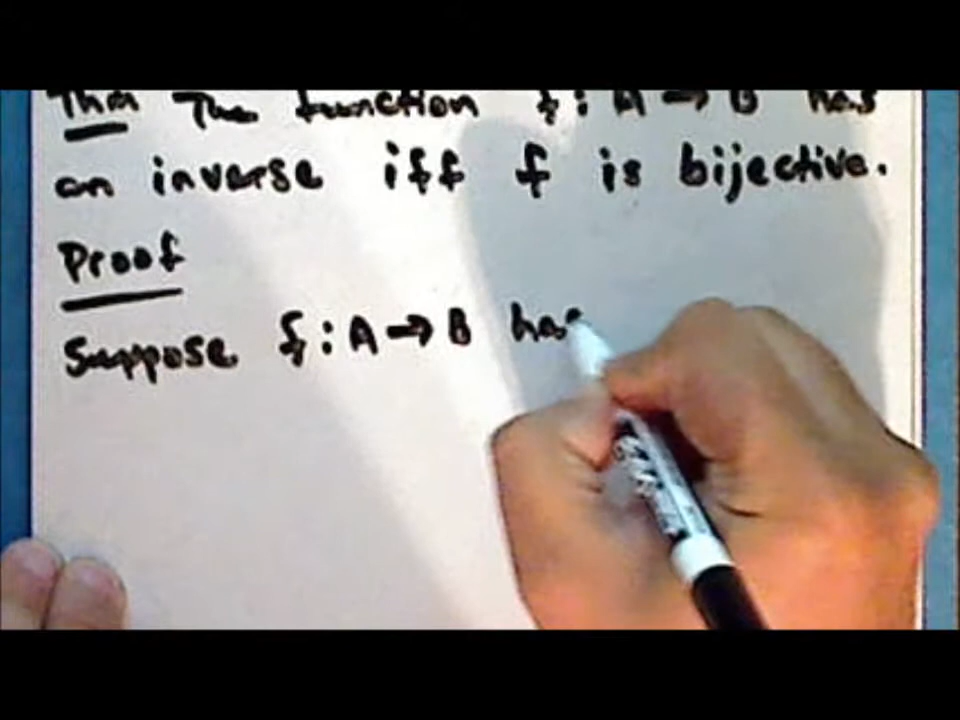 Thm The function f : A → B has
an inverse iff f is bijective.
Proof
Suppose f : A → B has